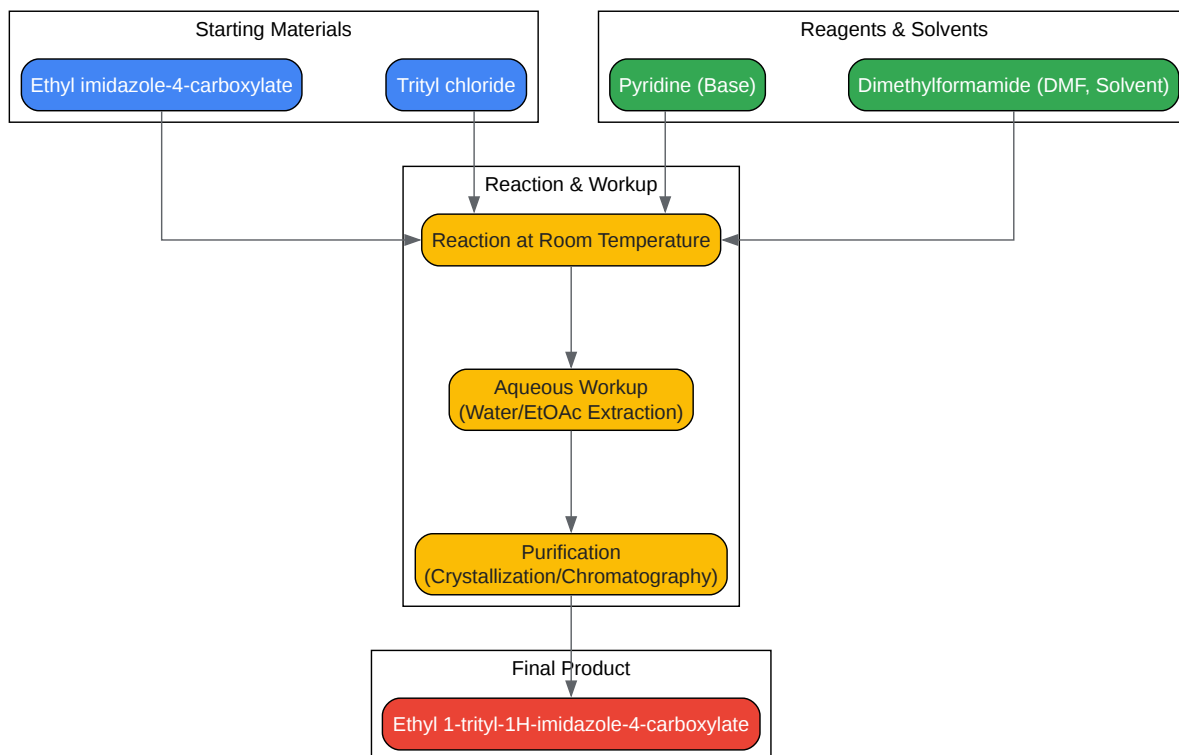 Starting Materials
Reagents & Solvents
Ethyl imidazole-4-carboxylate
Trityl chloride
Pyridine (Base)
Dimethylformamide (DMF, Solvent)
Reaction & Workup
Reaction at Room Temperature
Aqueous Workup
(Water/EtOAc Extraction)
Purification
(Crystallization/Chromatography)
Final Product
Ethyl 1-trityl-1H-imidazole-4-carboxylate